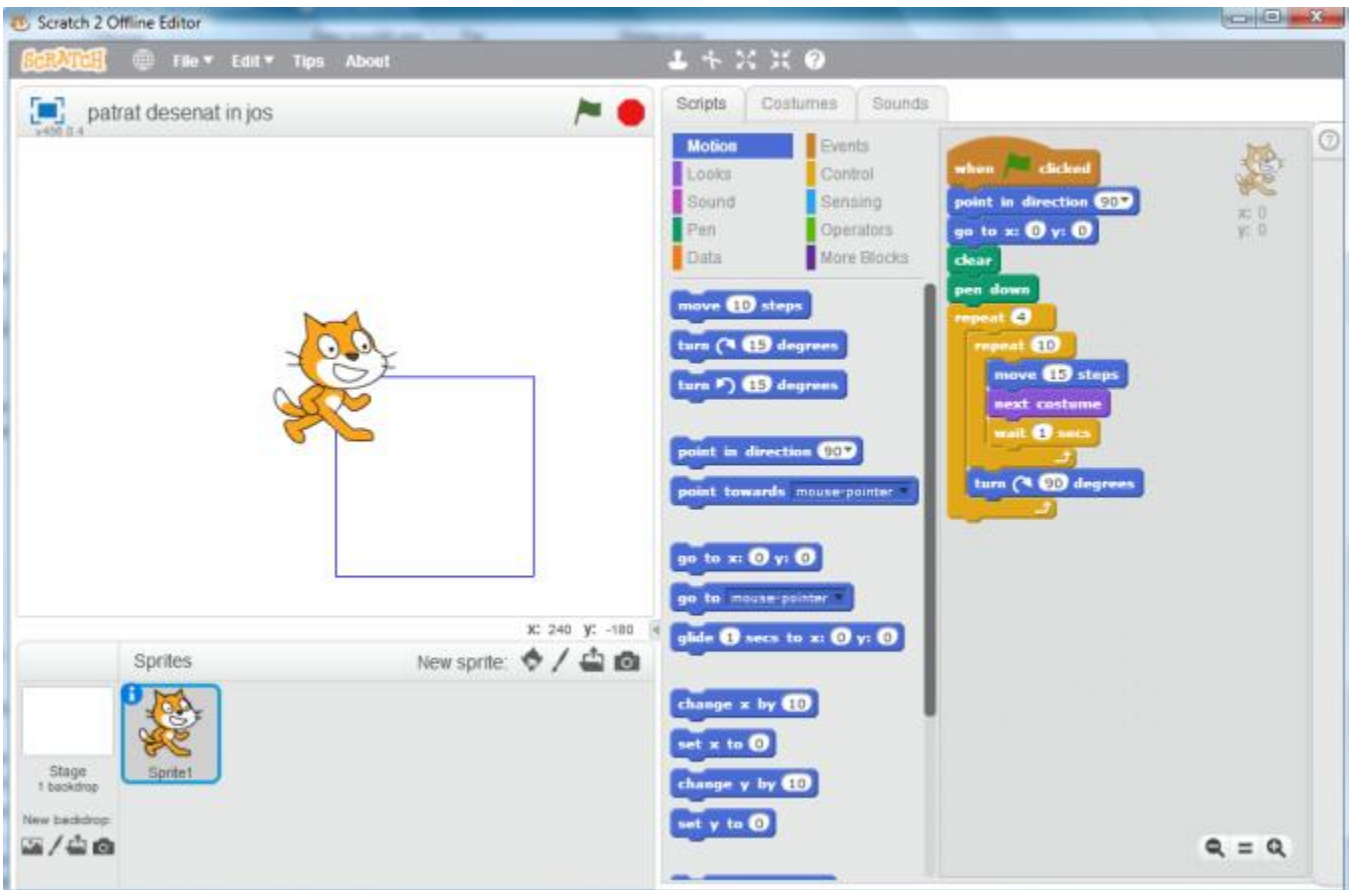 Scratch 2 Offline Editor
SCRATCH File Edit Tips About
patrat desenat in jos
v456.0.4
x: 240 y: -180
Sprites New sprite:
Sprite1
Stage
1 backdrop
New backdrop:
Scripts Costumes Sounds
Motion Events
Looks Control
Sound Sensing
Pen Operators
Data More Blocks
move 10 steps
turn 15 degrees
turn 15 degrees
point in direction 90
point towards mouse-pointer
go to x: 0 y: 0
go to mouse-pointer
glide 1 secs to x: 0 y: 0
change x by 10
set x to 0
change y by 10
set y to 0
when clicked
point in direction 90
go to x: 0 y: 0
clear
pen down
repeat 4
repeat 10
move 15 steps
next costume
wait 1 secs
turn 90 degrees
x: 0
y: 0